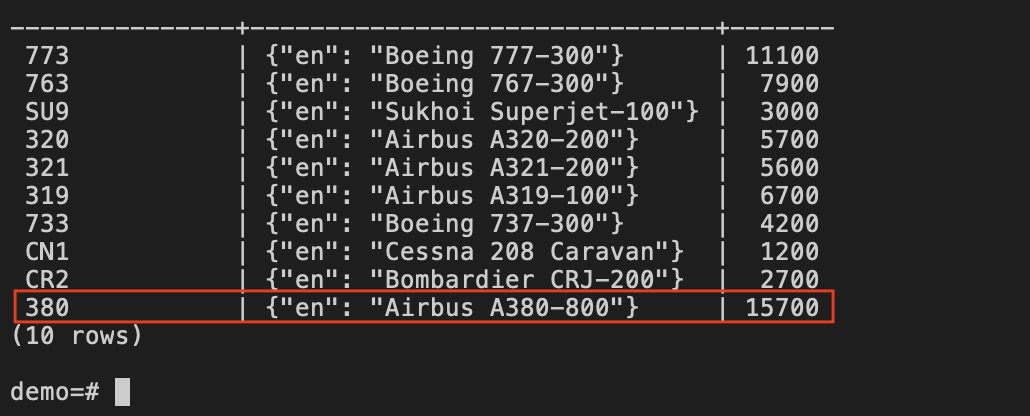 ---------------+--------------------------------+-------
 773           | {"en": "Boeing 777-300"}       | 11100
 763           | {"en": "Boeing 767-300"}       |  7900
 SU9           | {"en": "Sukhoi Superjet-100"}  |  3000
 320           | {"en": "Airbus A320-200"}      |  5700
 321           | {"en": "Airbus A321-200"}      |  5600
 319           | {"en": "Airbus A319-100"}      |  6700
 733           | {"en": "Boeing 737-300"}       |  4200
 CN1           | {"en": "Cessna 208 Caravan"}   |  1200
 CR2           | {"en": "Bombardier CRJ-200"}   |  2700
 380           | {"en": "Airbus A380-800"}      | 15700
(10 rows)
demo=#